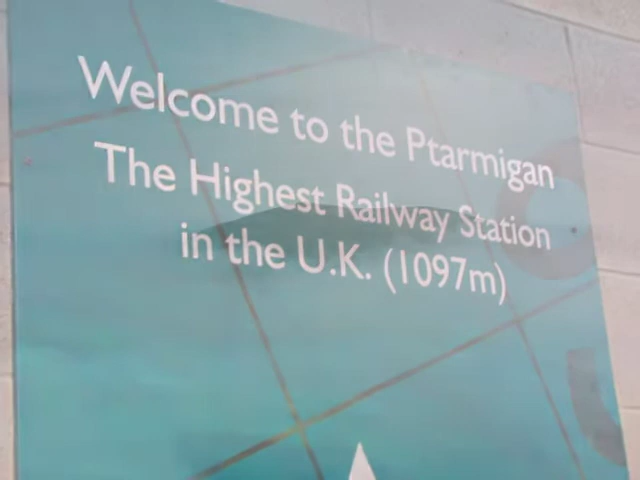 Welcome to the Ptarmigan
The Highest Railway Station
in the U.K. (1097m)